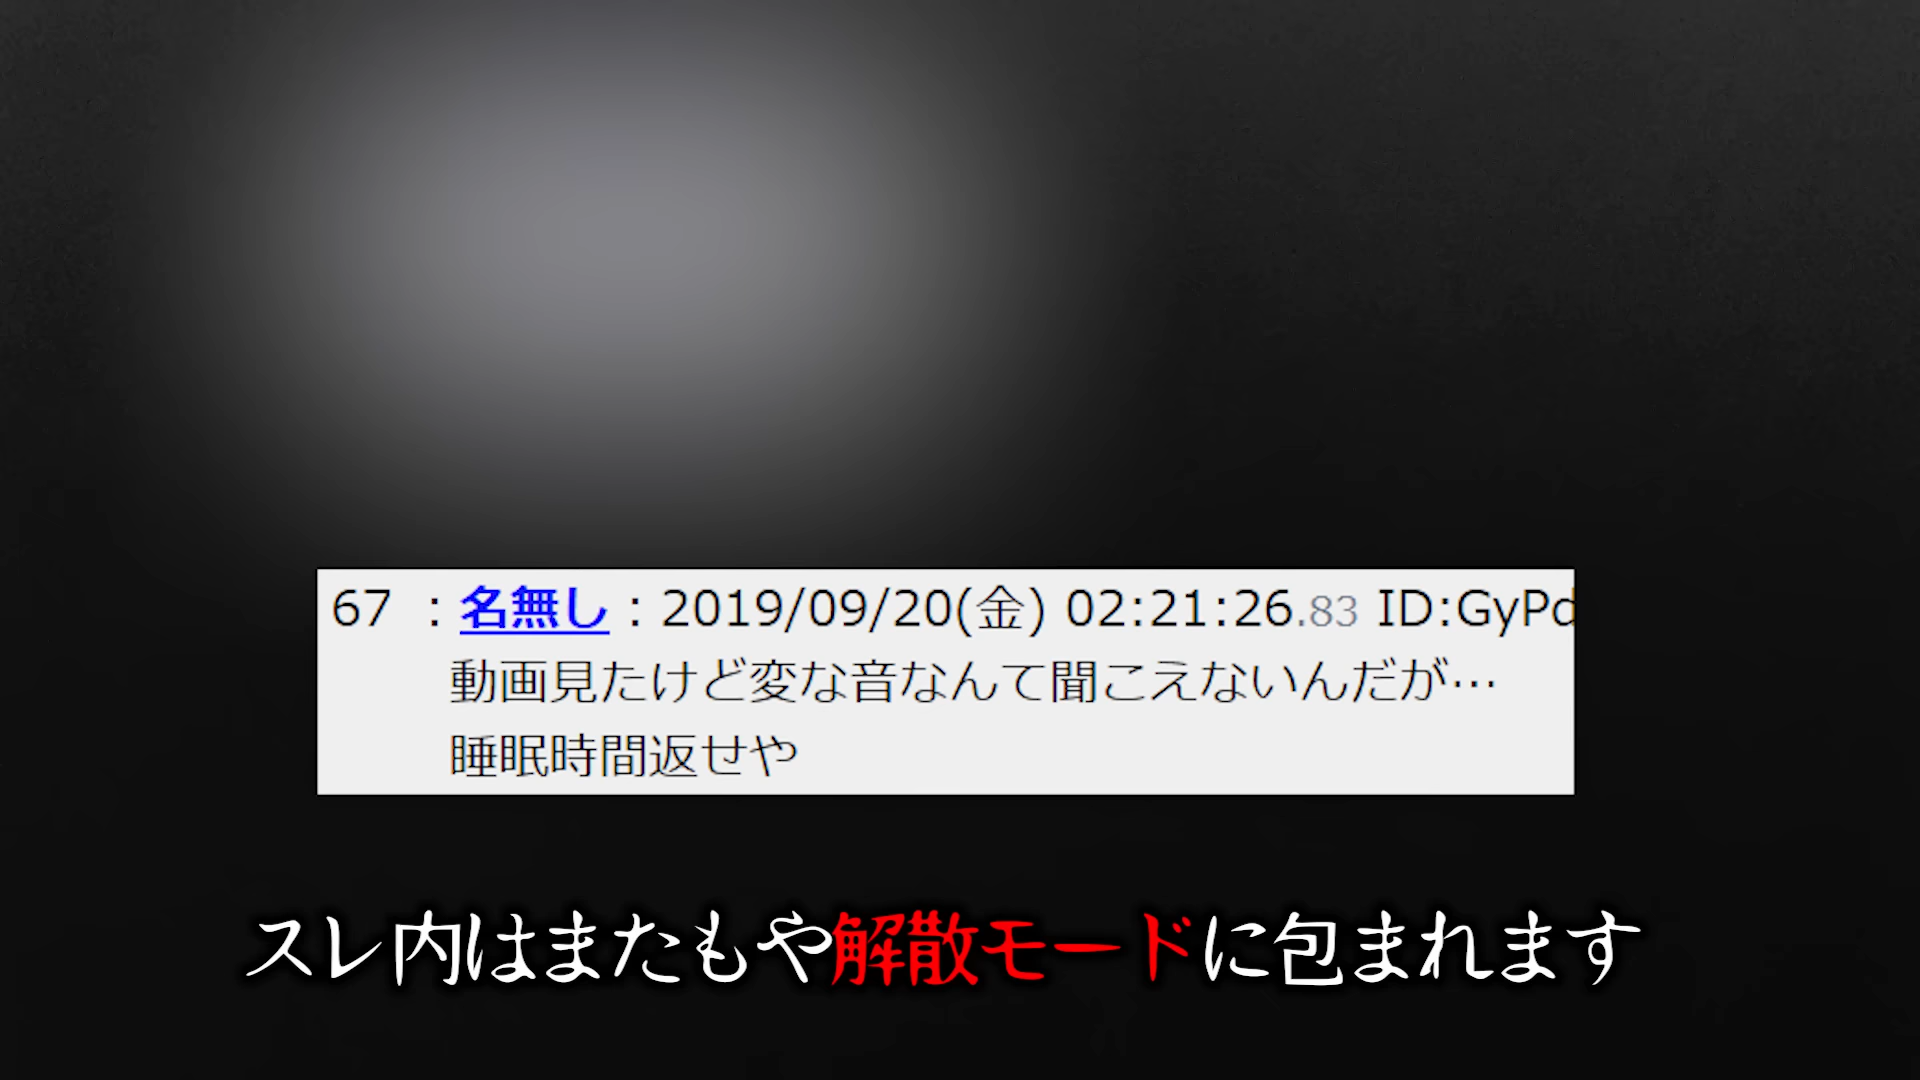 67 : 名無し : 2019/09/20(金) 02:21:26.83 ID:GyPd
動画見たけど変な音なんて聞こえないんだが…
睡眠時間返せや
スレ内はまたもや解散モードに包まれます